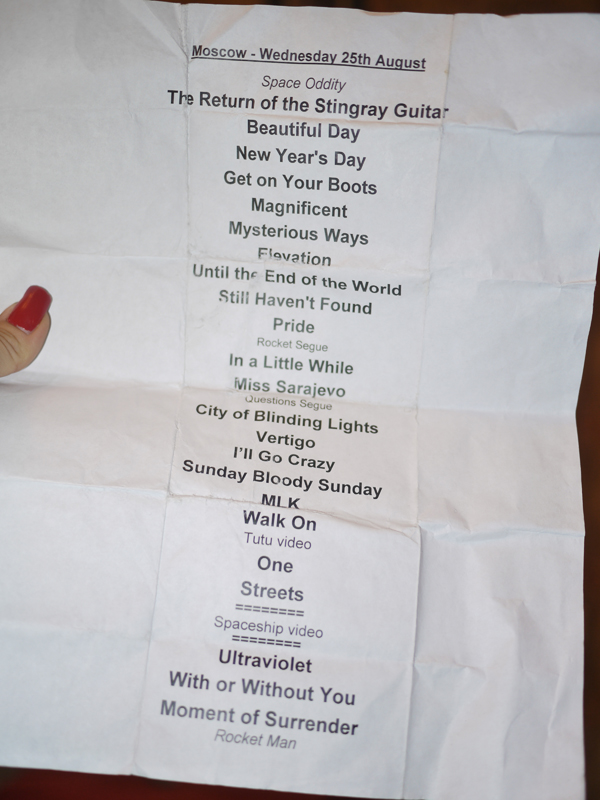 Moscow - Wednesday 25th August
Space Oddity
The Return of the Stingray Guitar
Beautiful Day
New Year's Day
Get on Your Boots
Magnificent
Mysterious Ways
Elevation
Until the End of the World
Still Haven't Found
Pride
Rocket Segue
In a Little While
Miss Sarajevo
Questions Segue
City of Blinding Lights
Vertigo
I'll Go Crazy
Sunday Bloody Sunday
MLK
Walk On
Tutu video
One
Streets
========
Spaceship video
========
Ultraviolet
With or Without You
Moment of Surrender
Rocket Man